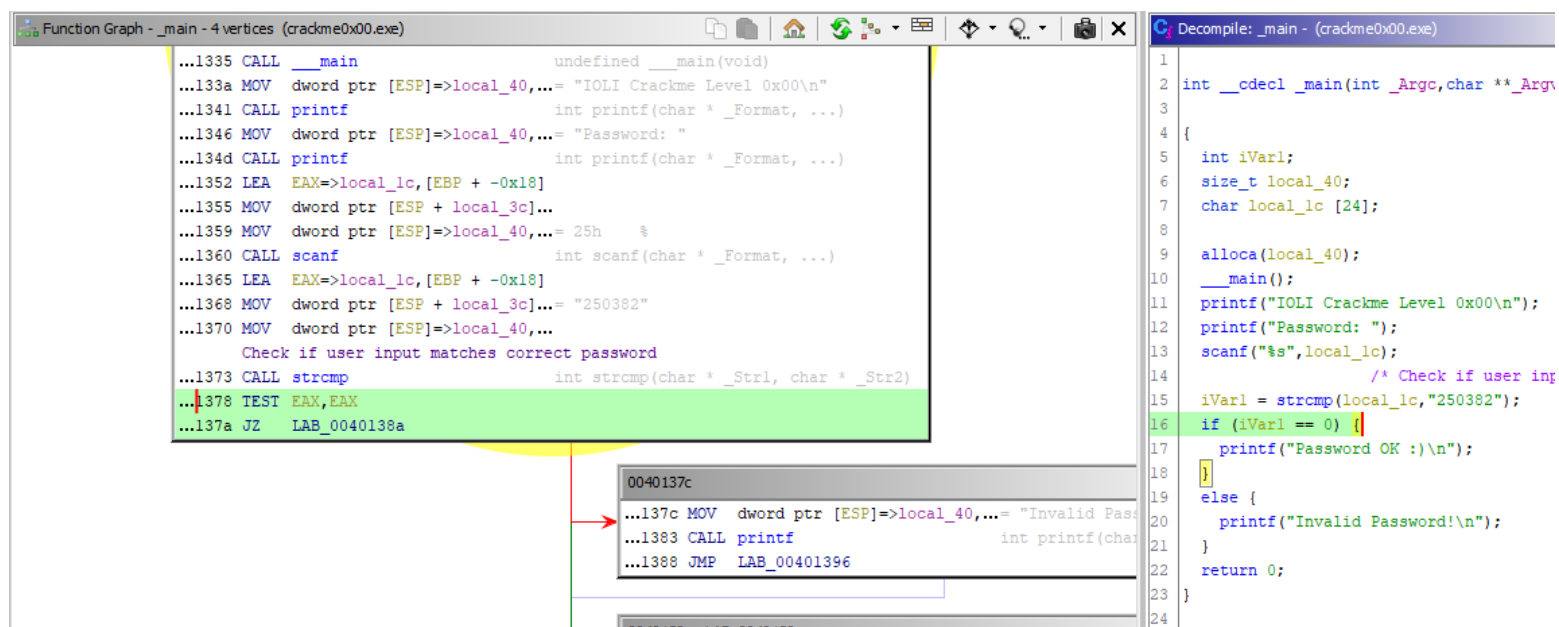 Function Graph - _main - 4 vertices (crackme0x00.exe)
...1335 CALL ___main undefined ___main(void)
...133a MOV dword ptr [ESP]=>local_40,...= "IOLI Crackme Level 0x00\n"
...1341 CALL printf int printf(char * _Format, ...)
...1346 MOV dword ptr [ESP]=>local_40,...= "Password: "
...134d CALL printf int printf(char * _Format, ...)
...1352 LEA EAX=>local_1c,[EBP + -0x18]
...1355 MOV dword ptr [ESP + local_3c]...
...1359 MOV dword ptr [ESP]=>local_40,...= 25h %
...1360 CALL scanf int scanf(char * _Format, ...)
...1365 LEA EAX=>local_1c,[EBP + -0x18]
...1368 MOV dword ptr [ESP + local_3c]...= "250382"
...1370 MOV dword ptr [ESP]=>local_40,...
Check if user input matches correct password
...1373 CALL strcmp int strcmp(char * _Str1, char * _Str2)
...1378 TEST EAX,EAX
...137a JZ LAB_0040138a
0040137c
...137c MOV dword ptr [ESP]=>local_40,...= "Invalid Pas
...1383 CALL printf int printf(cha
...1388 JMP LAB_00401396
Decompile: _main - (crackme0x00.exe)
1
2 int __cdecl _main(int _Argc,char **_Argv
3
4 {
5 int iVar1;
6 size_t local_40;
7 char local_1c [24];
8
9 alloca(local_40);
10 ___main();
11 printf("IOLI Crackme Level 0x00\n");
12 printf("Password: ");
13 scanf("%s",local_1c);
14 /* Check if user inp
15 iVar1 = strcmp(local_1c,"250382");
16 if (iVar1 == 0) {
17 printf("Password OK :)\n");
18 }
19 else {
20 printf("Invalid Password!\n");
21 }
22 return 0;
23 }
24